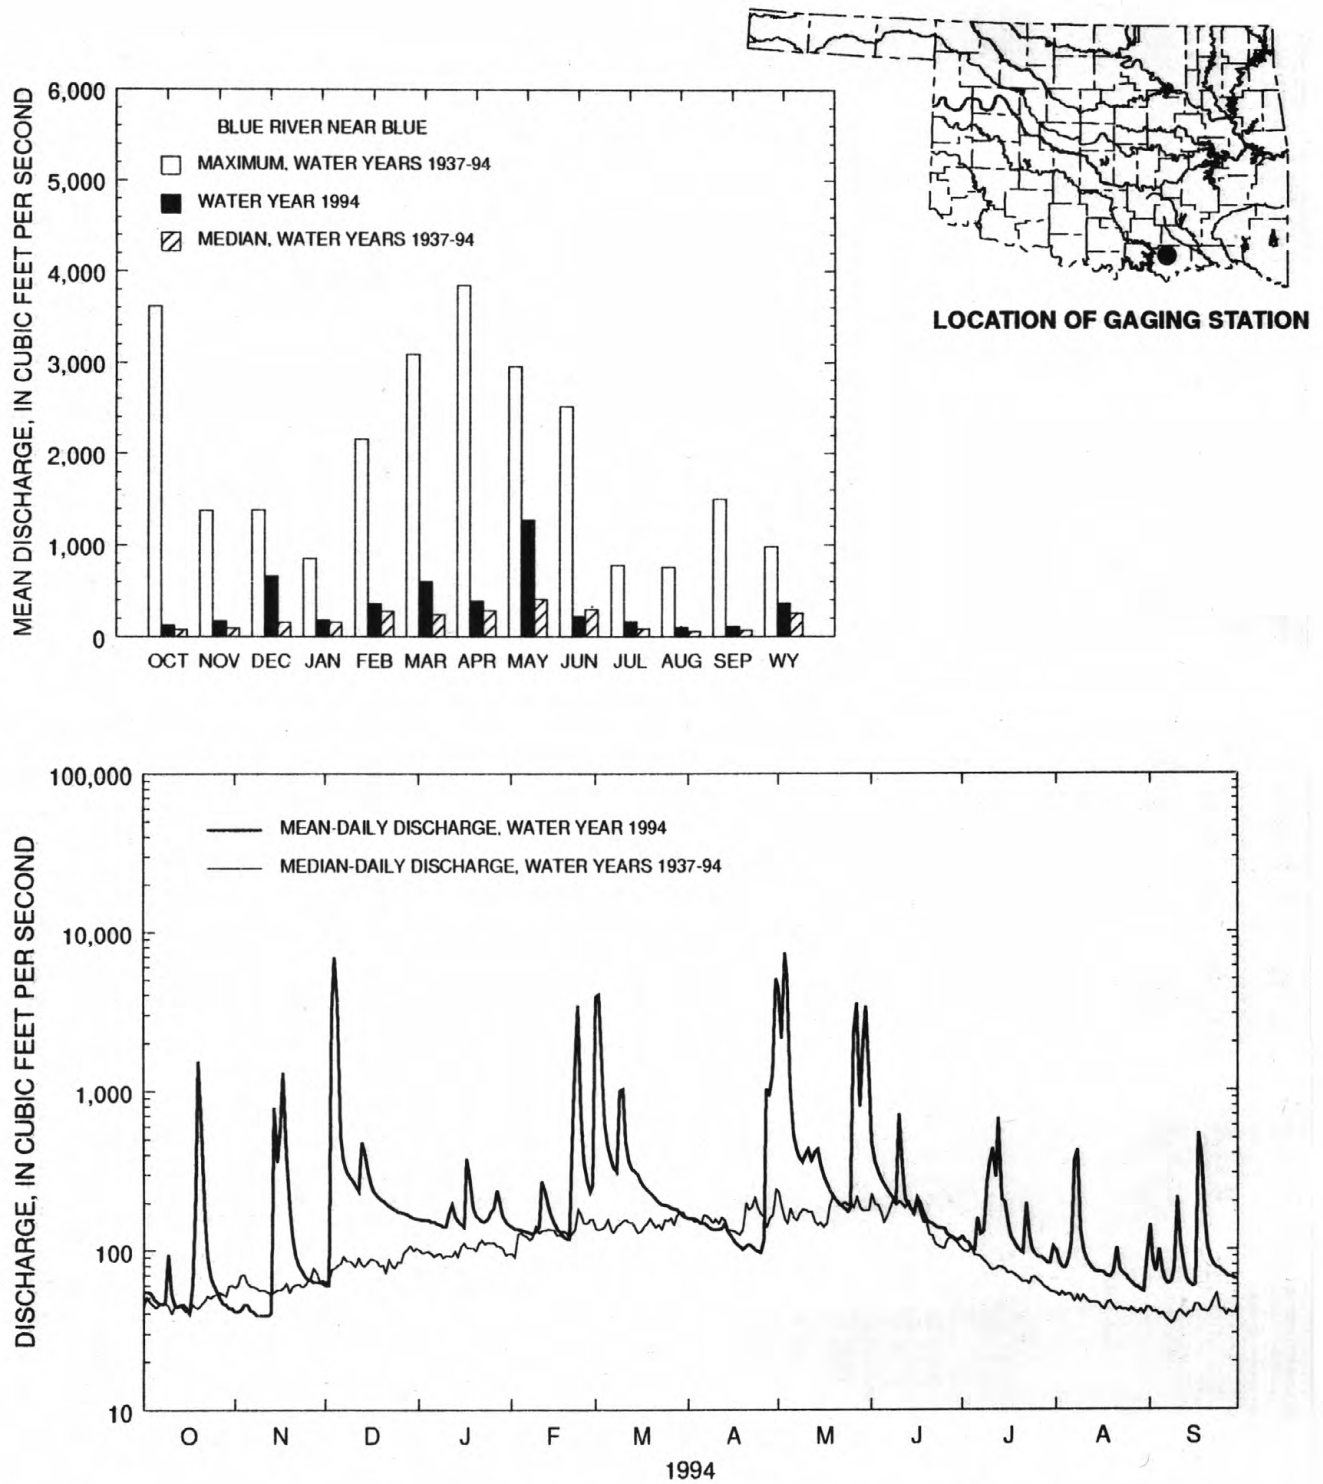 6,000
5,000
4,000
3,000
2,000
1,000
0
MEAN DISCHARGE, IN CUBIC FEET PER SECOND
BLUE RIVER NEAR BLUE
MAXIMUM, WATER YEARS 1937-94
WATER YEAR 1994
MEDIAN, WATER YEARS 1937-94
OCT NOV DEC JAN FEB MAR APR MAY JUN JUL AUG SEP WY
LOCATION OF GAGING STATION
100,000
10,000
1,000
100
10
DISCHARGE, IN CUBIC FEET PER SECOND
MEAN-DAILY DISCHARGE, WATER YEAR 1994
MEDIAN-DAILY DISCHARGE, WATER YEARS 1937-94
O N D J F M A M J J A S
1994